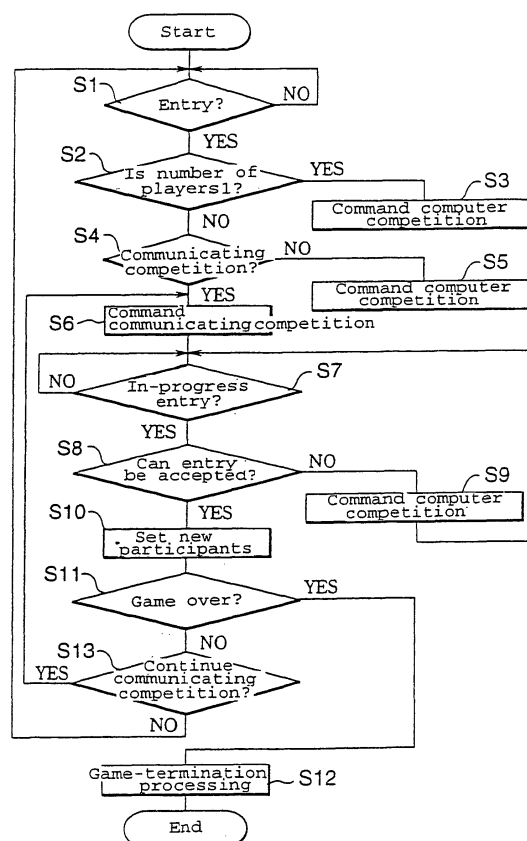 Start
S1
Entry?
NO
YES
S2
Is number of
players1?
YES
S3
Command computer
competition
NO
S4
Communicating
competition?
NO
S5
Command computer
competition
YES
S6
Command
communicating competition
S7
In-progress
entry?
NO
YES
S8
Can entry
be accepted?
NO
S9
Command computer
competition
YES
S10
Set new
participants
S11
Game over?
YES
NO
S13
Continue
communicating
competition?
YES
NO
Game-termination
processing
S12
End